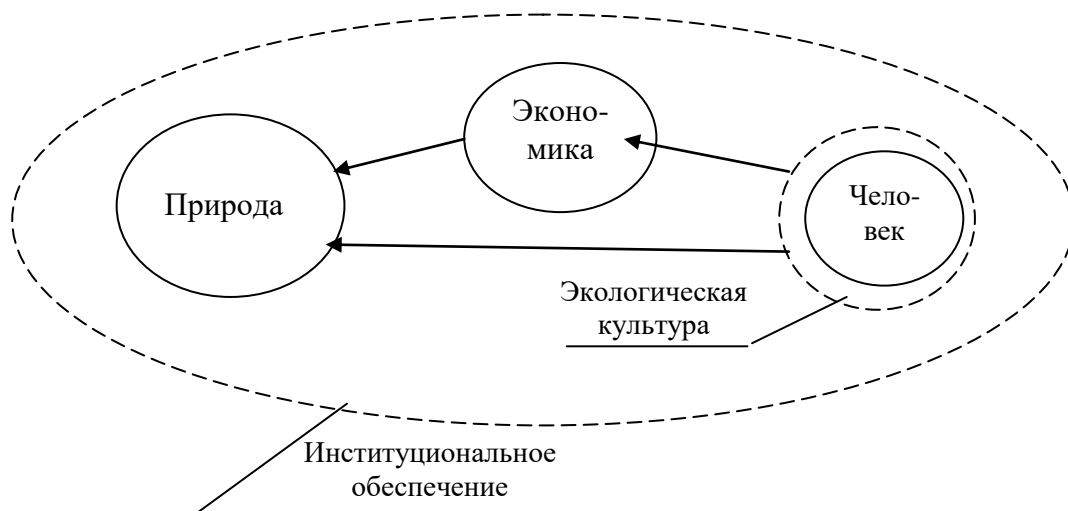 Эконо-
мика
Природа
Чело-
век
Экологическая
культура
Институциональное
обеспечение